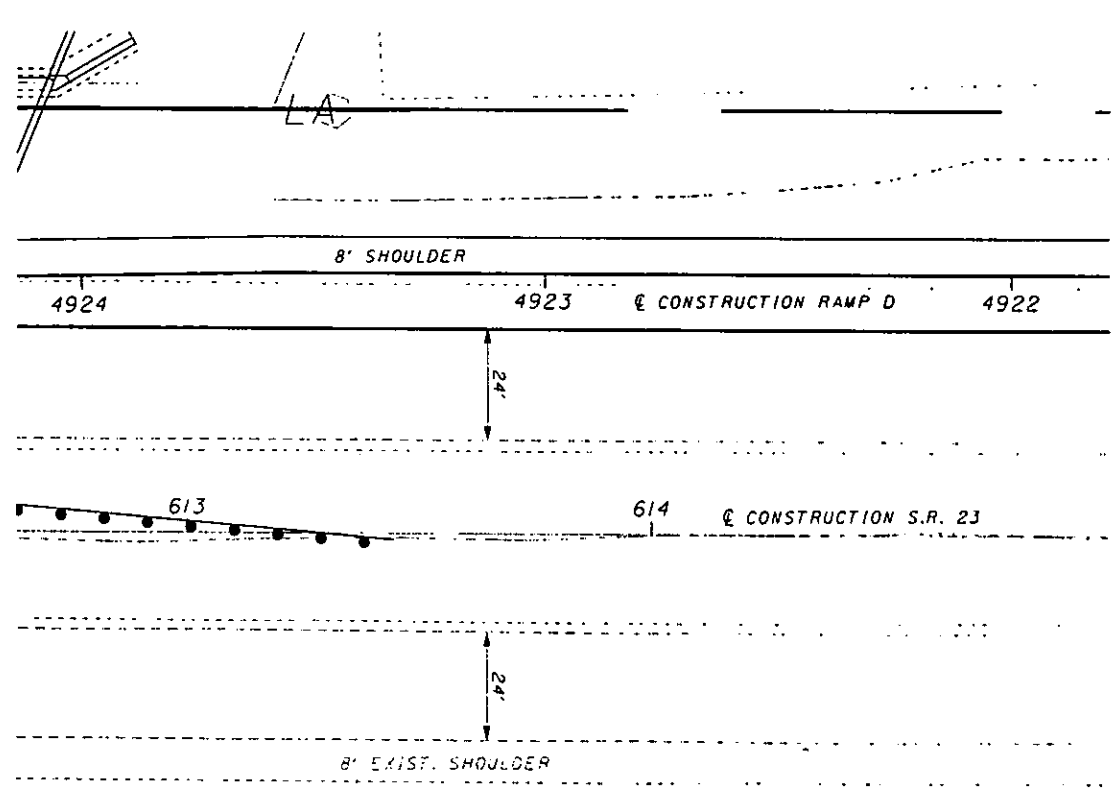 LA
8' SHOULDER
4924 4923 ℄ CONSTRUCTION RAMP D 4922
24'
613 614 ℄ CONSTRUCTION S.R. 23
24'
8' EXIST. SHOULDER